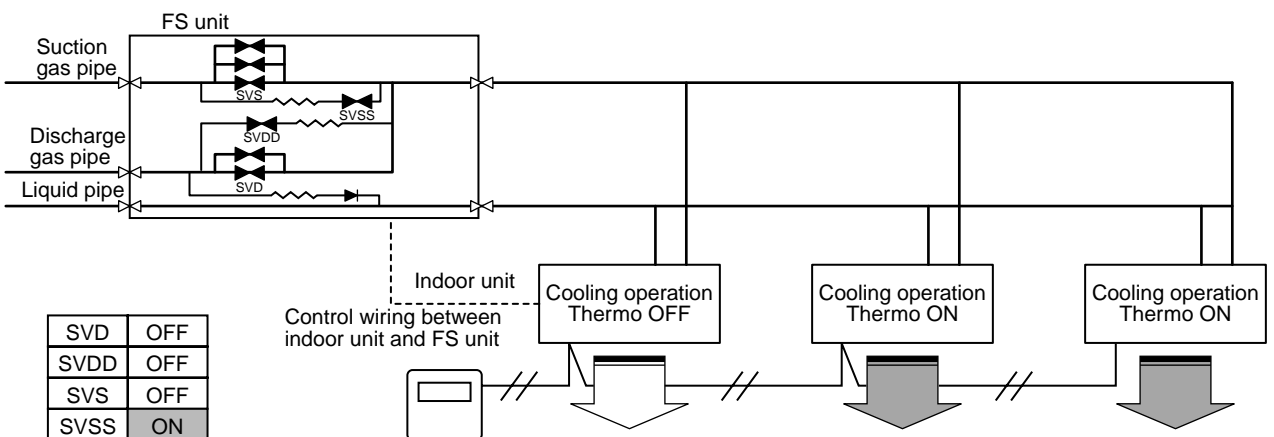 FS unit
Suction
gas pipe
SVS
SVSS
SVDD
Discharge
gas pipe
SVD
Liquid pipe
Indoor unit
Control wiring between
indoor unit and FS unit
Cooling operation
Thermo OFF
Cooling operation
Thermo ON
Cooling operation
Thermo ON
SVD OFF
SVDD OFF
SVS OFF
SVSS ON